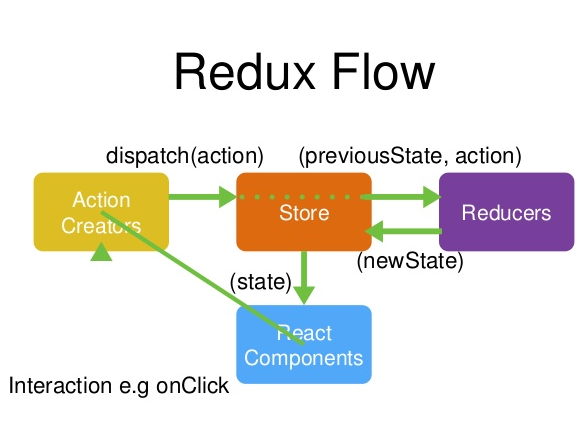 Redux Flow
dispatch(action)
(previousState, action)
Action
Creators
Store
Reducers
(newState)
(state)
React
Components
Interaction e.g onClick